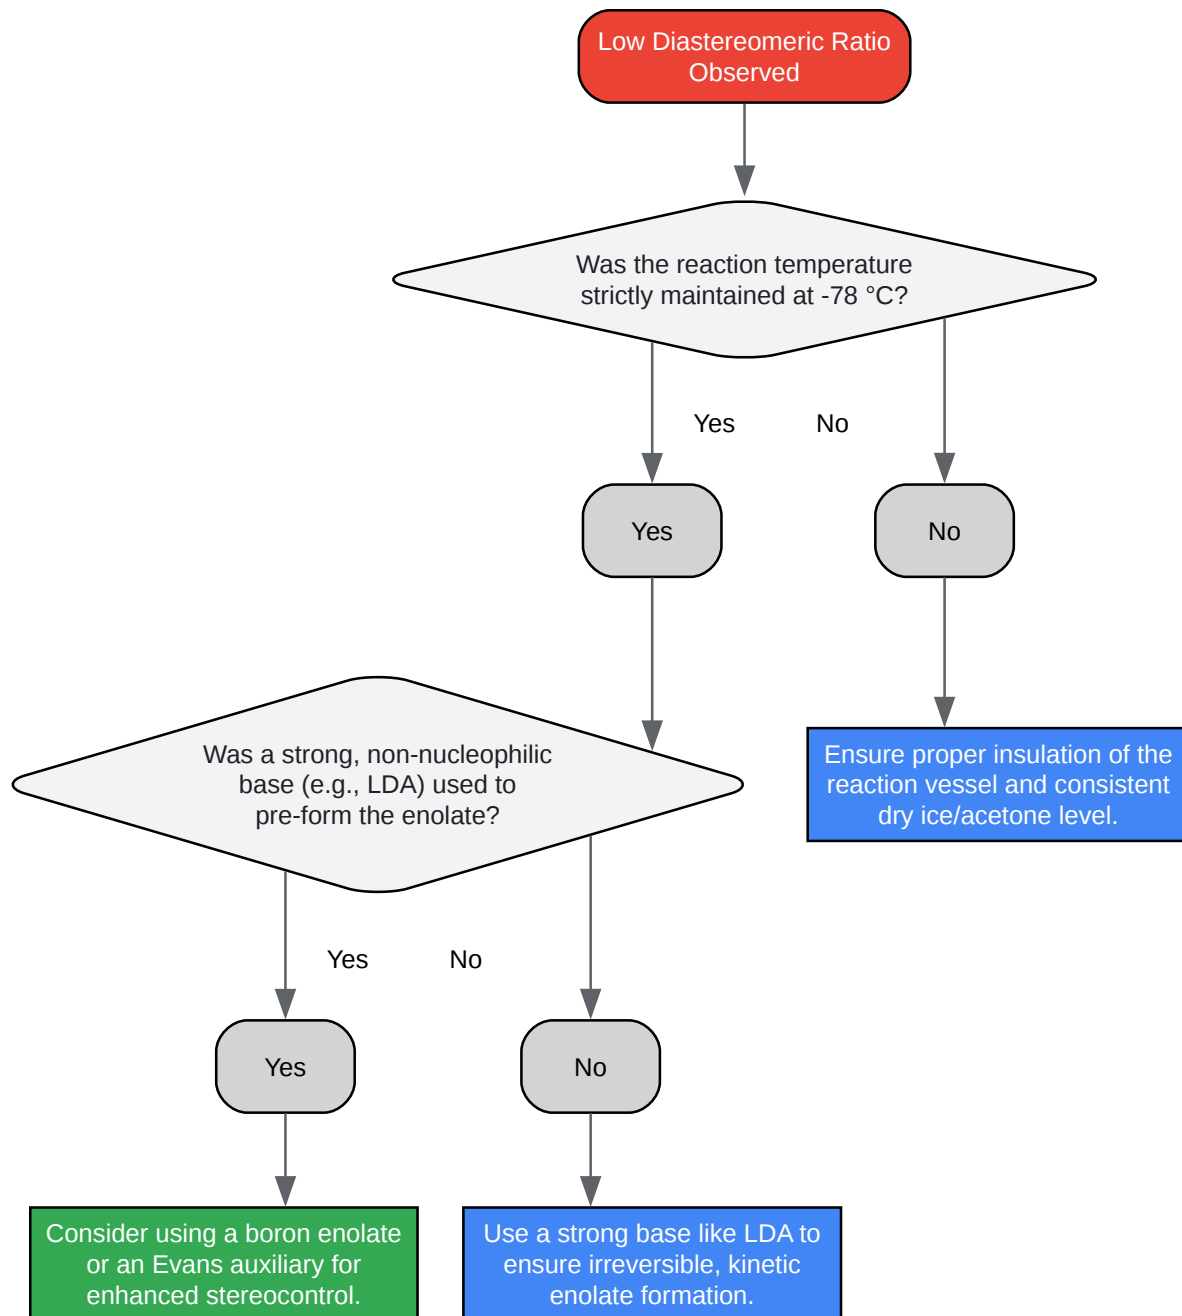 Low Diastereomeric Ratio
Observed
Was the reaction temperature
strictly maintained at -78 °C?
Yes
No
Yes
No
Was a strong, non-nucleophilic
base (e.g., LDA) used to
pre-form the enolate?
Ensure proper insulation of the
reaction vessel and consistent
dry ice/acetone level.
Yes
No
Yes
No
Consider using a boron enolate
or an Evans auxiliary for
enhanced stereocontrol.
Use a strong base like LDA to
ensure irreversible, kinetic
enolate formation.